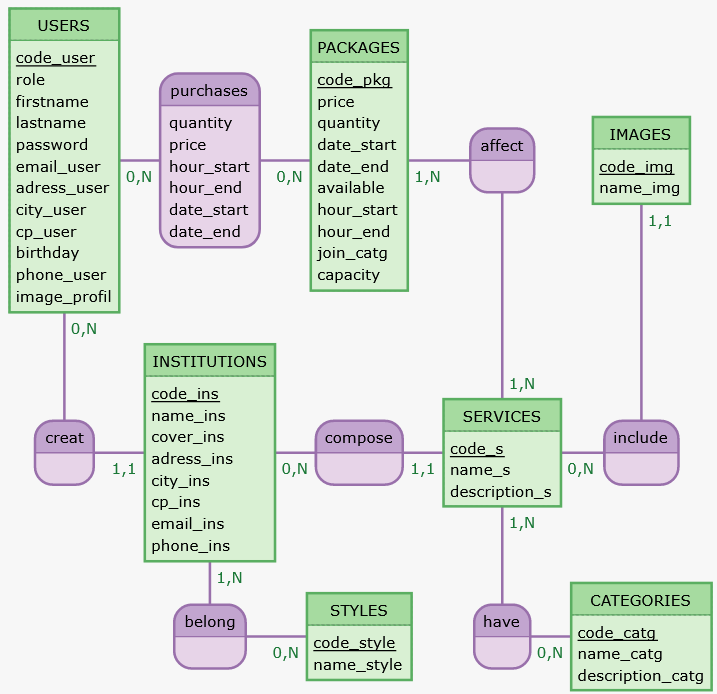 USERS
code_user
role
firstname
lastname
password
email_user
adress_user
city_user
cp_user
birthday
phone_user
image_profil
0,N
purchases
quantity
price
hour_start
hour_end
date_start
date_end
0,N
PACKAGES
code_pkg
price
quantity
date_start
date_end
available
hour_start
hour_end
join_catg
capacity
1,N
affect
IMAGES
code_img
name_img
1,1
0,N
creat
1,1
INSTITUTIONS
code_ins
name_ins
cover_ins
adress_ins
city_ins
cp_ins
email_ins
phone_ins
0,N
compose
1,1
1,N
SERVICES
code_s
name_s
description_s
0,N
include
1,N
1,N
belong
0,N
STYLES
code_style
name_style
have
0,N
CATEGORIES
code_catg
name_catg
description_catg